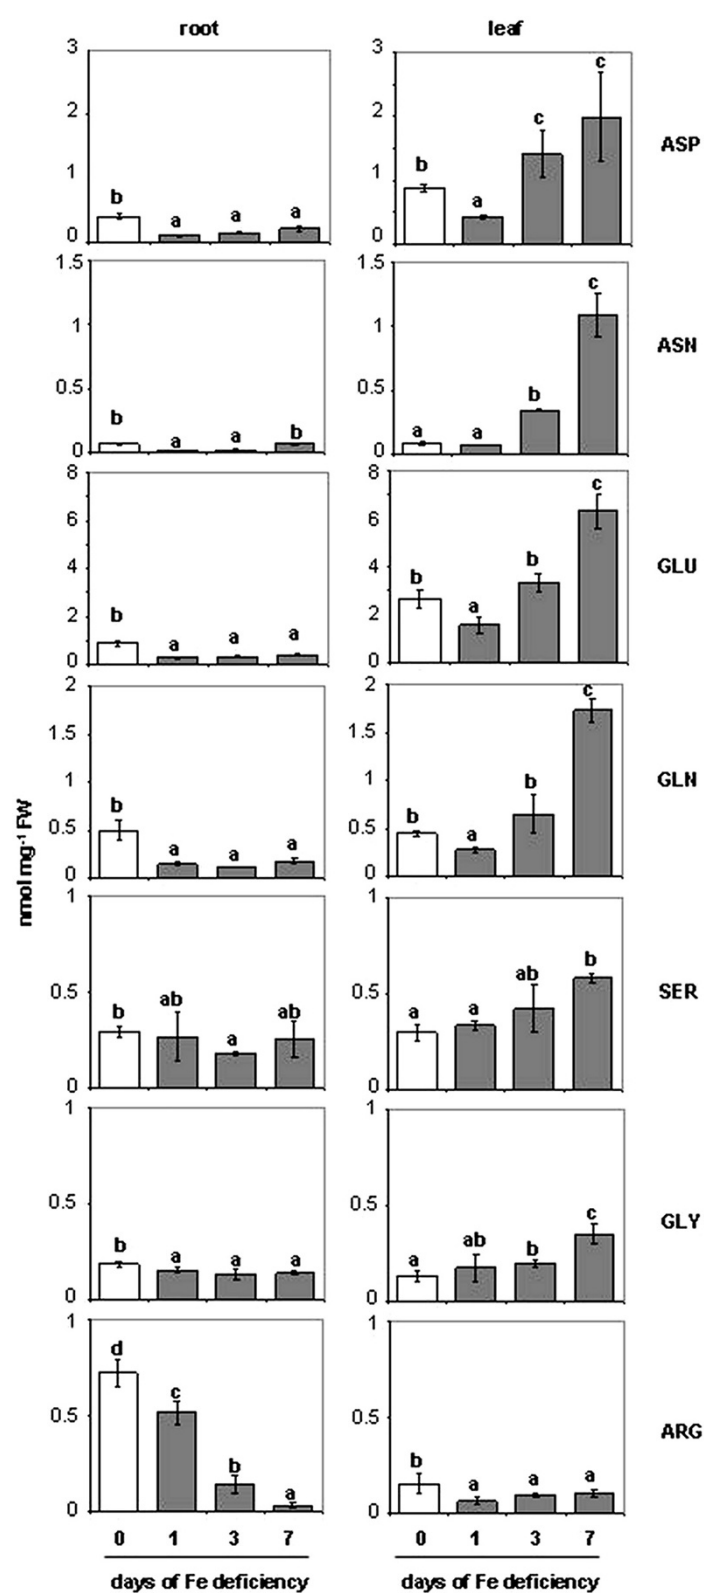 root leaf
3 3
2 c 2 c
ASP
1 b 1 b
a a a a
0 0
1.5 1.5
c
1 1
ASN
0.5 0.5
b b b
a a a a
0 0
8 8
c
6 6
GLU
4 4
b
b
2 b 2
a a a a
0 0
2 2
c
1.5 1.5
1 1
GLN
b b b
0.5 0.5
a a a a
0 0
nmol mg-1 FW
1 1
b
0.5 0.5
SER
b ab a ab a a ab
0 0
1 1
0.5 0.5
GLY
c
b a a a a ab b
0 0
1 1
d
c
0.5 0.5
ARG
b b
a a a a
0 0
0 1 3 7 0 1 3 7
days of Fe deficiency days of Fe deficiency